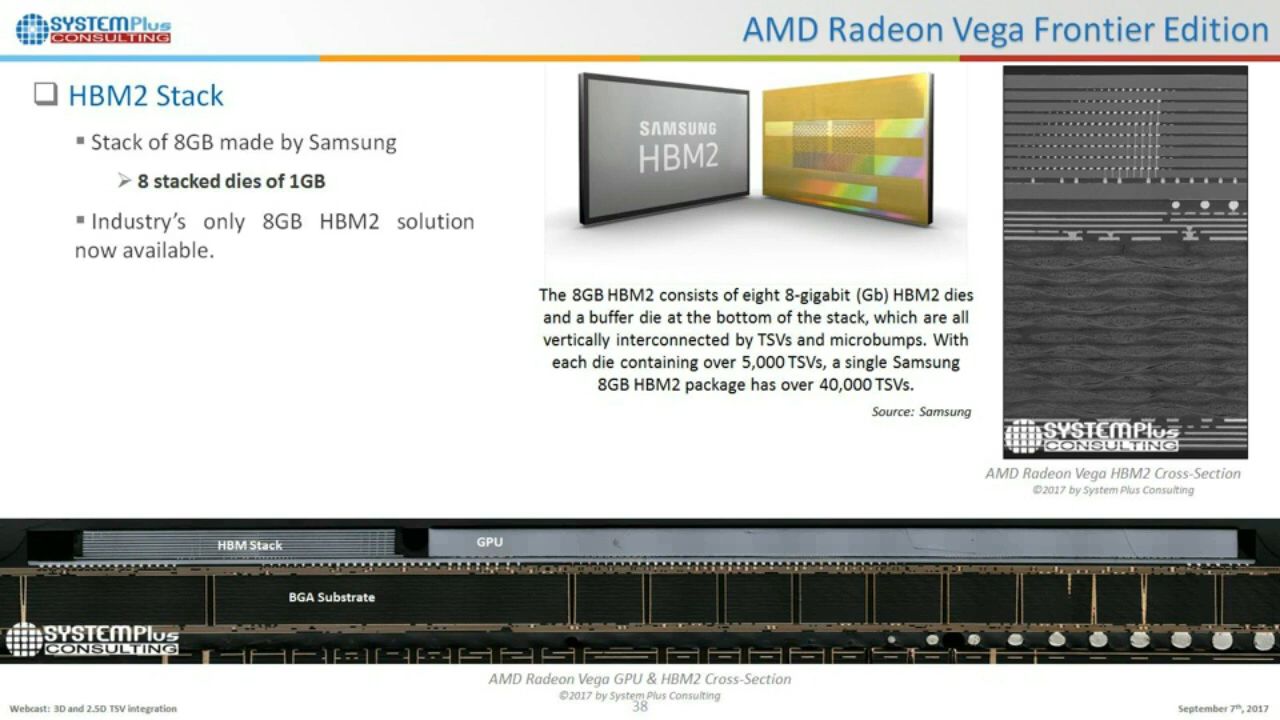 SYSTEMPlus
CONSULTING
AMD Radeon Vega Frontier Edition
HBM2 Stack
Stack of 8GB made by Samsung
8 stacked dies of 1GB
Industry's only 8GB HBM2 solution
now available.
SAMSUNG
HBM2
The 8GB HBM2 consists of eight 8-gigabit (Gb) HBM2 dies
and a buffer die at the bottom of the stack, which are all
vertically interconnected by TSVs and microbumps. With
each die containing over 5,000 TSVs, a single Samsung
8GB HBM2 package has over 40,000 TSVs.
Source: Samsung
SYSTEMPlus
CONSULTING
AMD Radeon Vega HBM2 Cross-Section
©2017 by System Plus Consulting
HBM Stack
GPU
BGA Substrate
SYSTEMPlus
CONSULTING
AMD Radeon Vega GPU & HBM2 Cross-Section
©2017 by System Plus Consulting
Webcast: 3D and 2.5D TSV integration
38
September 7th, 2017